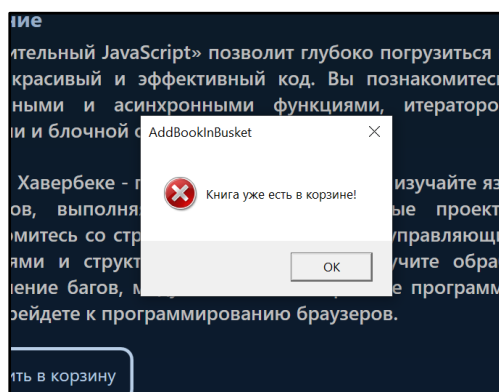 ние
ительный JavaScript» позволит глубоко погрузиться
красивый и эффективный код. Вы познакомитес
ными и асинхронными функциями, итераторо
ии и блочной с
AddBookInBusket
Книга уже есть в корзине!
OK
Хавербеке - п изучайте яз
ов, выполня ые проект
омитесь со стр управляющ
ями и структ учите обра
ение багов, е программ
рейдете к программированию браузеров.
ить в корзину